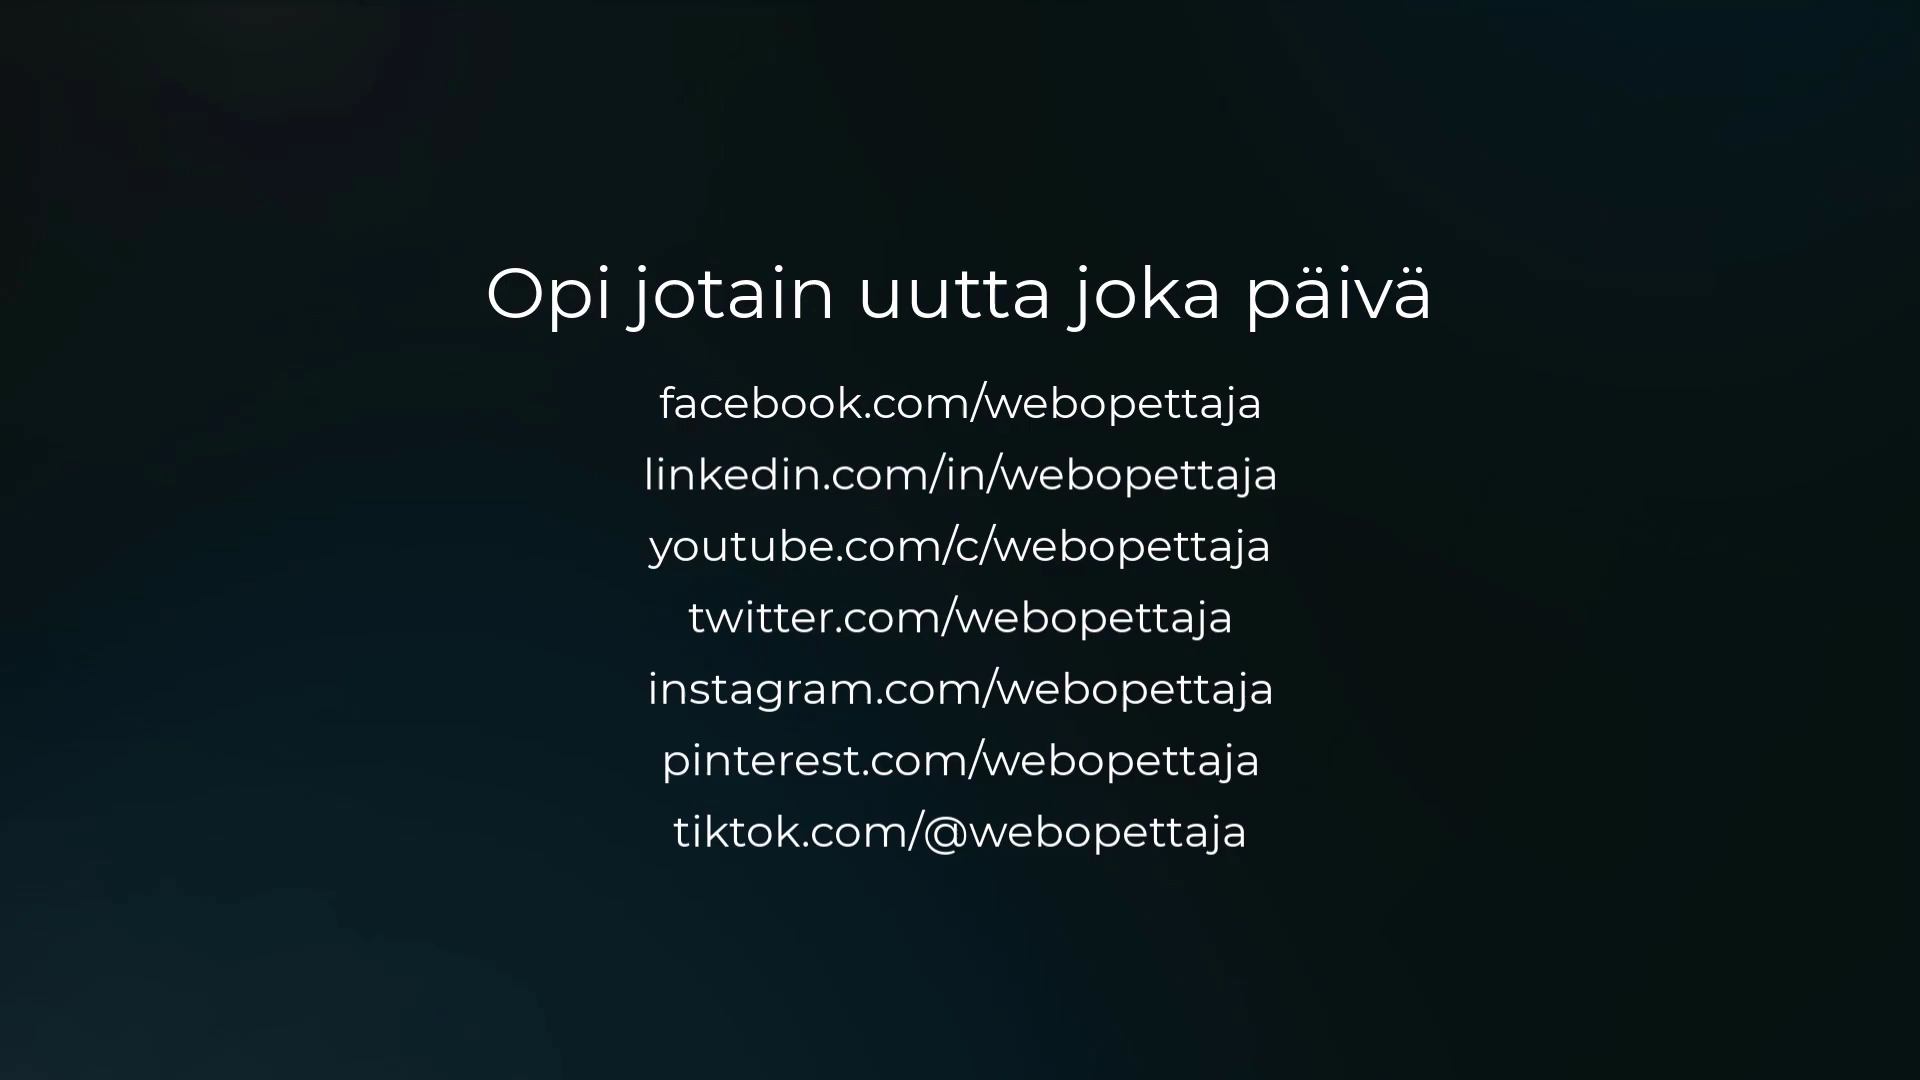 Opi jotain uutta joka päivä
facebook.com/webopettaja
linkedin.com/in/webopettaja
youtube.com/c/webopettaja
twitter.com/webopettaja
instagram.com/webopettaja
pinterest.com/webopettaja
tiktok.com/@webopettaja